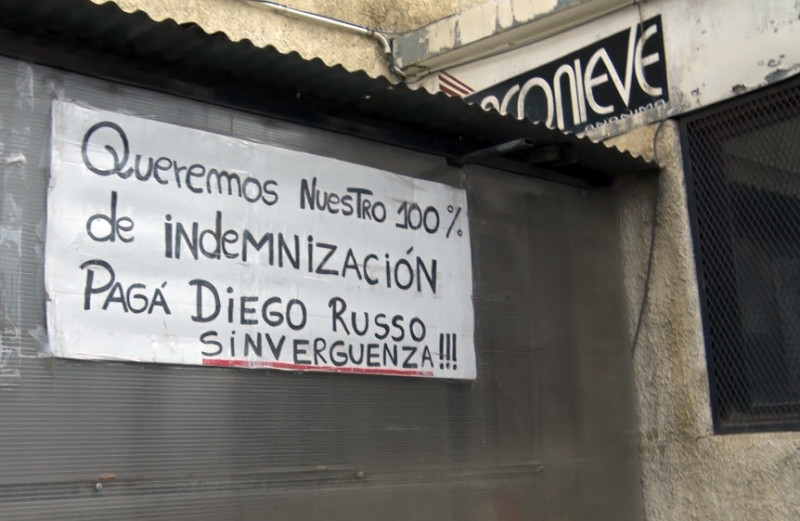 Queremos NUESTRO 100%
de iNdeMNiZACiÓN
PAGÁ DiEGO RUSSO
SiNVERGUENZA!!!